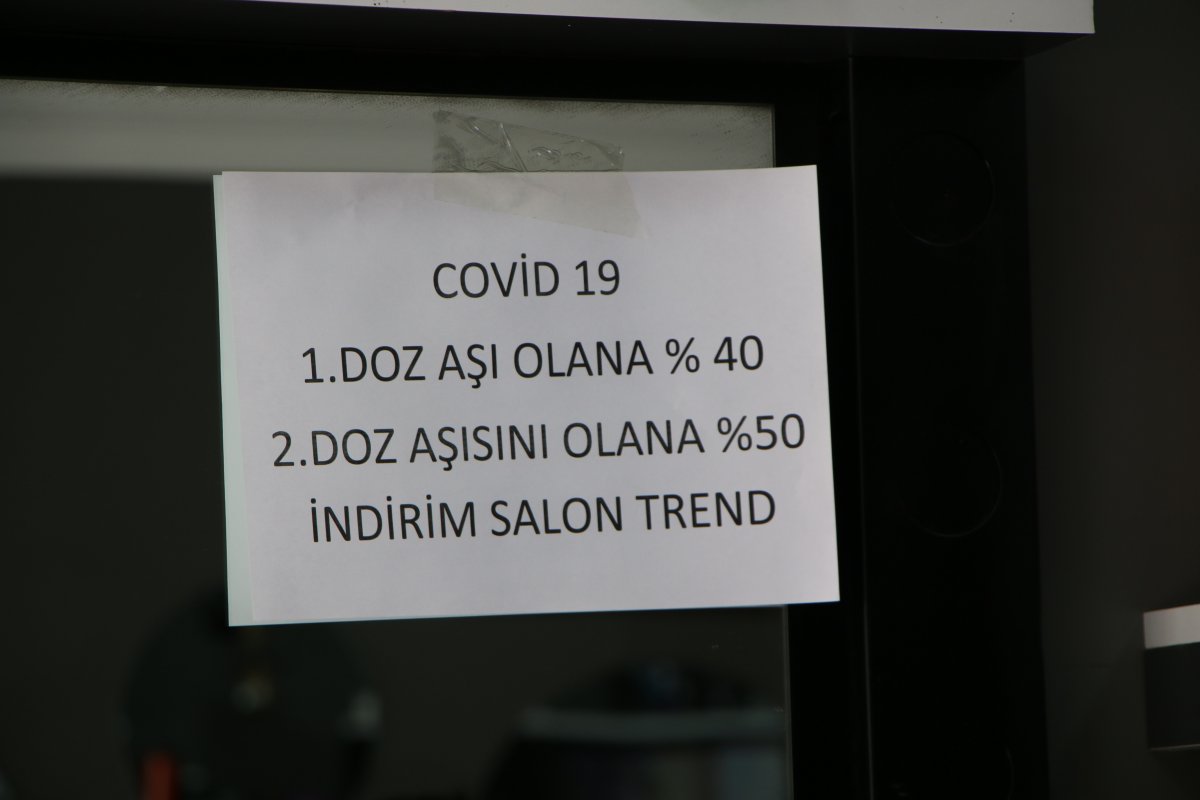 COVİD 19
1.DOZ AŞI OLANA % 40
2.DOZ AŞISINI OLANA %50
İNDİRİM SALON TREND